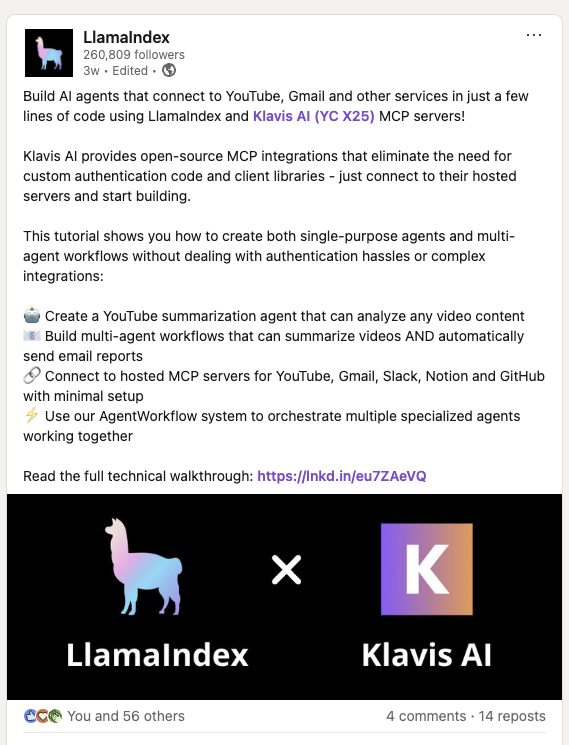 LlamaIndex
260,809 followers
3w • Edited •
Build AI agents that connect to YouTube, Gmail and other services in just a few
lines of code using LlamaIndex and Klavis AI (YC X25) MCP servers!
Klavis AI provides open-source MCP integrations that eliminate the need for
custom authentication code and client libraries - just connect to their hosted
servers and start building.
This tutorial shows you how to create both single-purpose agents and multi-
agent workflows without dealing with authentication hassles or complex
integrations:
🤖 Create a YouTube summarization agent that can analyze any video content
📧 Build multi-agent workflows that can summarize videos AND automatically
send email reports
🔗 Connect to hosted MCP servers for YouTube, Gmail, Slack, Notion and GitHub
with minimal setup
⚡ Use our AgentWorkflow system to orchestrate multiple specialized agents
working together
Read the full technical walkthrough: https://lnkd.in/eu7ZAeVQ
K
LlamaIndex
Klavis AI
You and 56 others
4 comments · 14 reposts